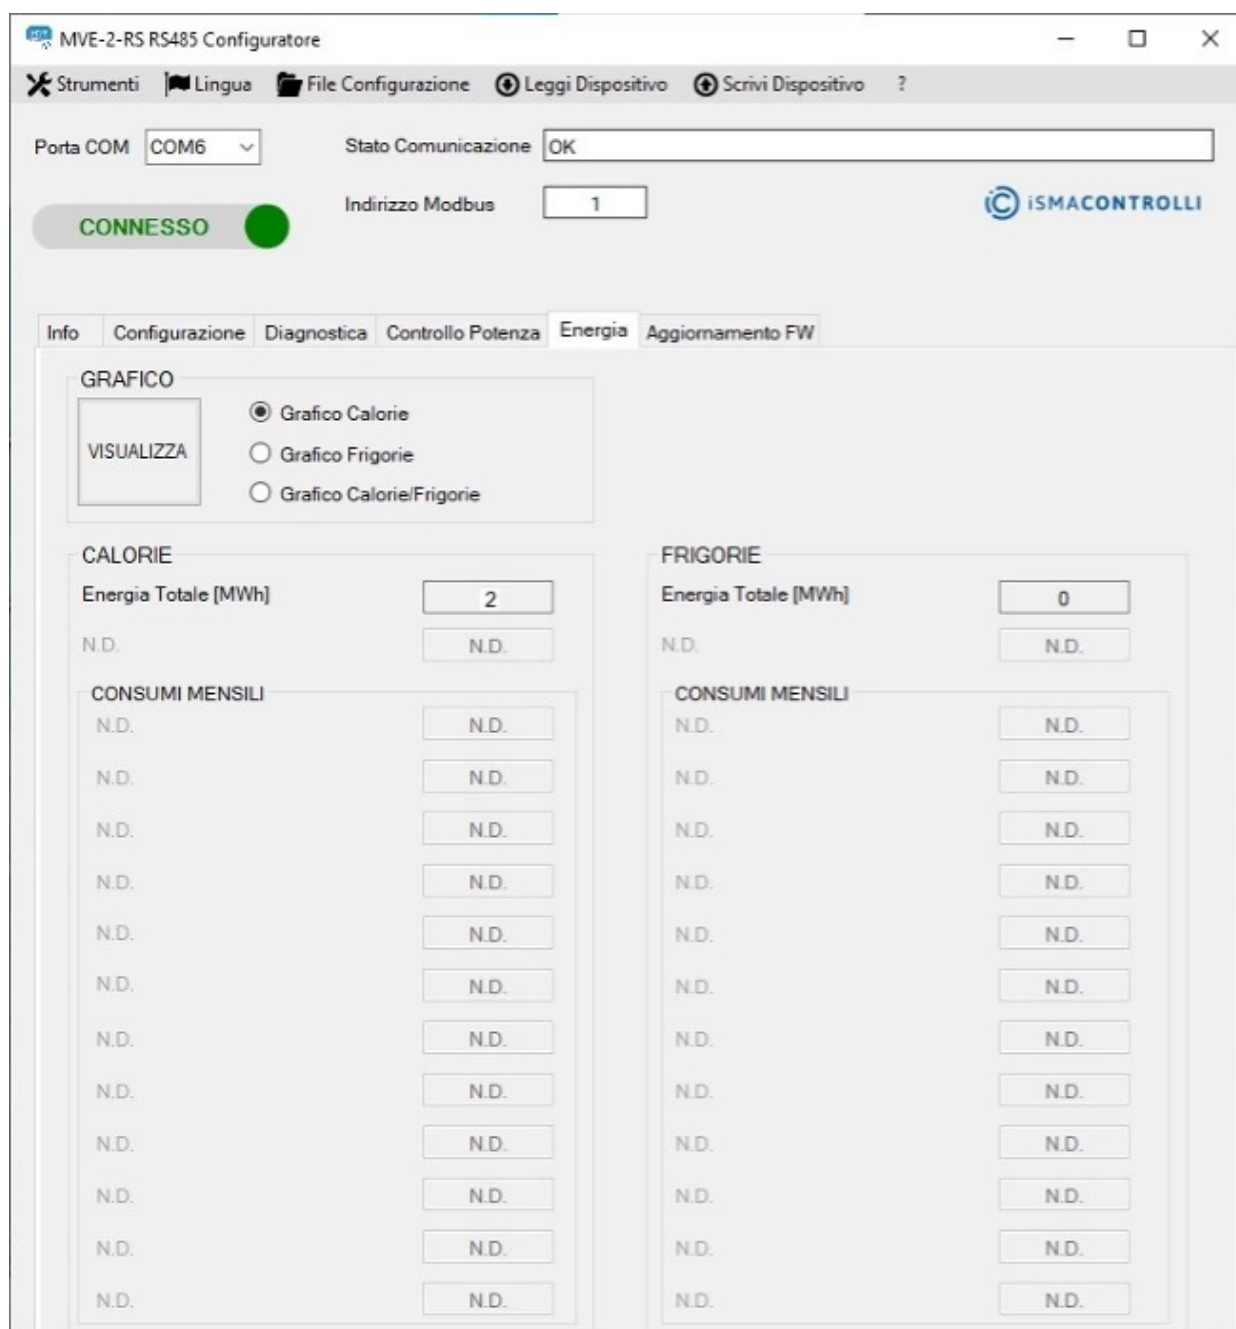 MVE-2-RS RS485 Configuratore
Strumenti Lingua File Configurazione Leggi Dispositivo Scrivi Dispositivo ?
Porta COM COM6 Stato Comunicazione OK
Indirizzo Modbus 1
iSMACONTROLLI
CONNESSO
Info Configurazione Diagnostica Controllo Potenza Energia Aggiornamento FW
GRAFICO
VISUALIZZA
Grafico Calorie
Grafico Frigorie
Grafico Calorie/Frigorie
CALORIE
Energia Totale [MWh] 2
N.D. N.D.
CONSUMI MENSILI
N.D. N.D.
N.D. N.D.
N.D. N.D.
N.D. N.D.
N.D. N.D.
N.D. N.D.
N.D. N.D.
N.D. N.D.
N.D. N.D.
N.D. N.D.
N.D. N.D.
N.D. N.D.
FRIGORIE
Energia Totale [MWh] 0
N.D. N.D.
CONSUMI MENSILI
N.D. N.D.
N.D. N.D.
N.D. N.D.
N.D. N.D.
N.D. N.D.
N.D. N.D.
N.D. N.D.
N.D. N.D.
N.D. N.D.
N.D. N.D.
N.D. N.D.
N.D. N.D.